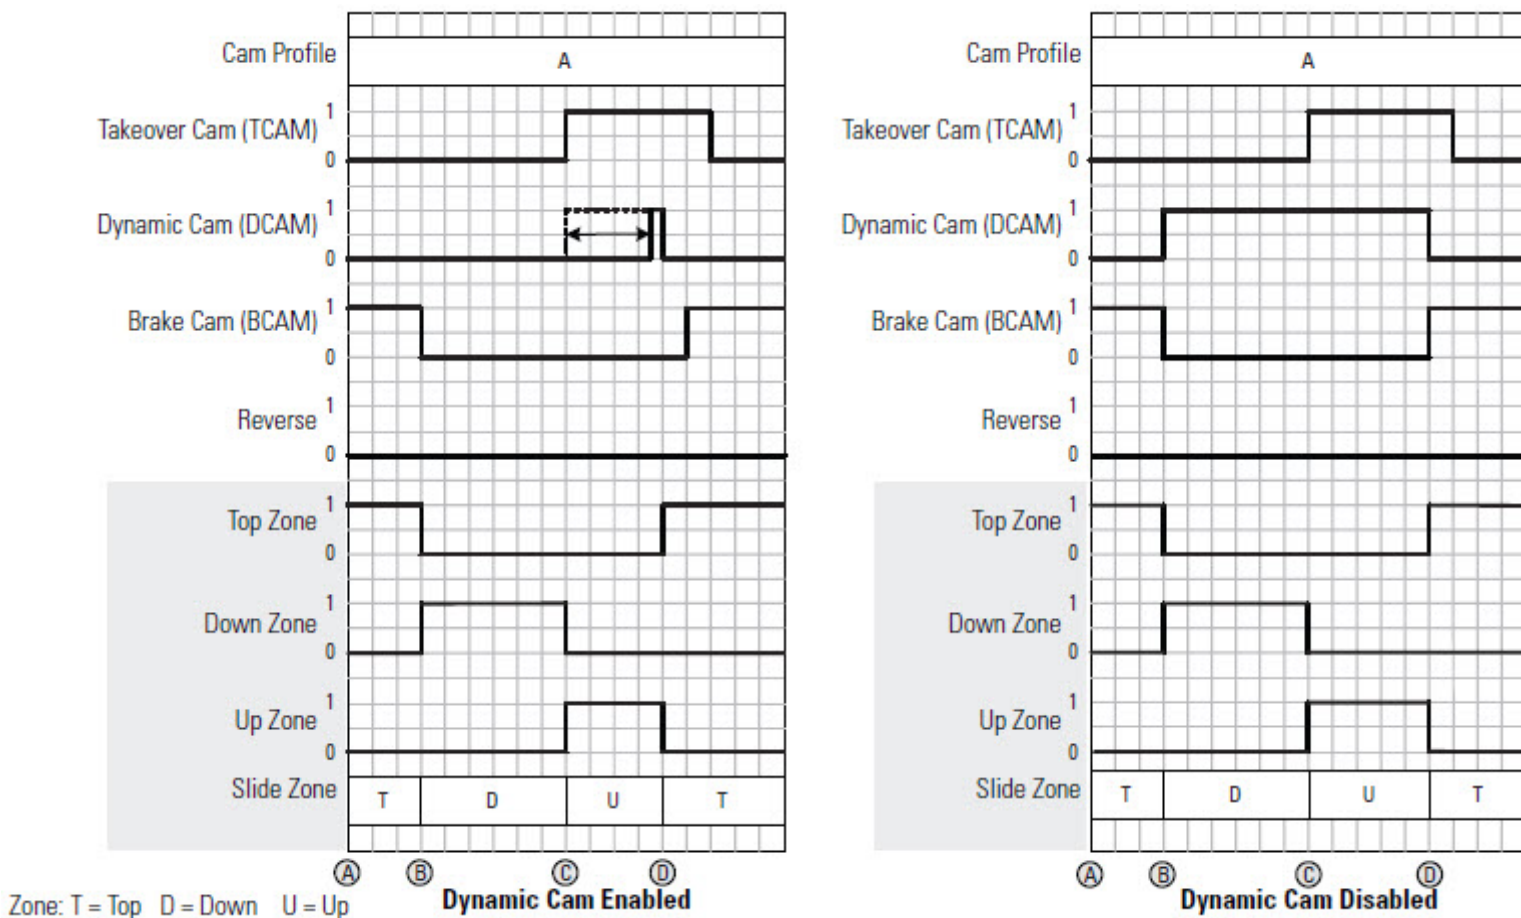 Cam Profile
A
Takeover Cam (TCAM) 1
0
Dynamic Cam (DCAM) 1
0
Brake Cam (BCAM) 1
0
Reverse 1
0
Top Zone 1
0
Down Zone 1
0
Up Zone 1
0
Slide Zone
T D U T
A B C D
Zone: T = Top D = Down U = Up
Dynamic Cam Enabled
Cam Profile
A
Takeover Cam (TCAM) 1
0
Dynamic Cam (DCAM) 1
0
Brake Cam (BCAM) 1
0
Reverse 1
0
Top Zone 1
0
Down Zone 1
0
Up Zone 1
0
Slide Zone
T D U T
A B C D
Dynamic Cam Disabled